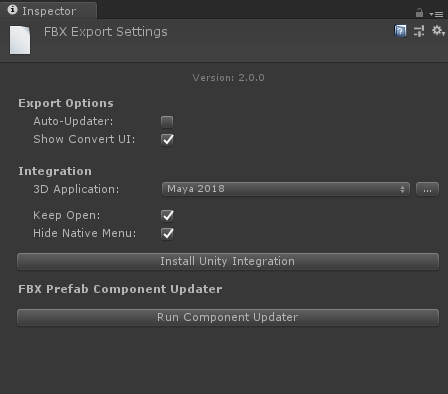 Inspector
FBX Export Settings
Version: 2.0.0
Export Options
Auto-Updater:
Show Convert UI:
Integration
3D Application: Maya 2018 ...
Keep Open:
Hide Native Menu:
Install Unity Integration
FBX Prefab Component Updater
Run Component Updater